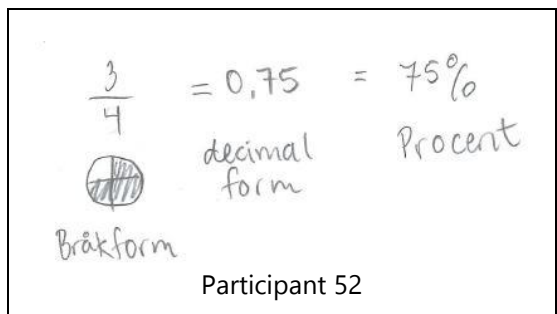 3/4 = 0,75 = 75%
decimal form
Procent
Bråkform
Participant 52